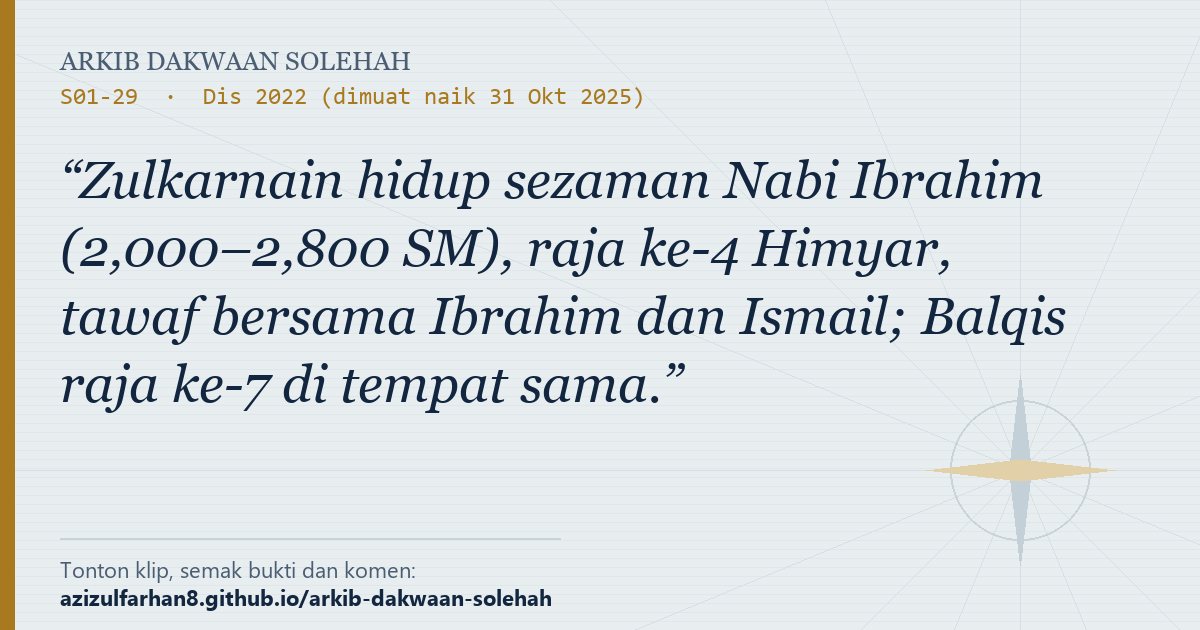 ARKIB DAKWAAN SOLEHAH
S01-29 · Dis 2022 (dimuat naik 31 Okt 2025)
“Zulkarnain hidup sezaman Nabi Ibrahim
(2,000–2,800 SM), raja ke-4 Himyar,
tawaf bersama Ibrahim dan Ismail; Balqis
raja ke-7 di tempat sama.”
Tonton klip, semak bukti dan komen:
azizulfarhan8.github.io/arkib-dakwaan-solehah